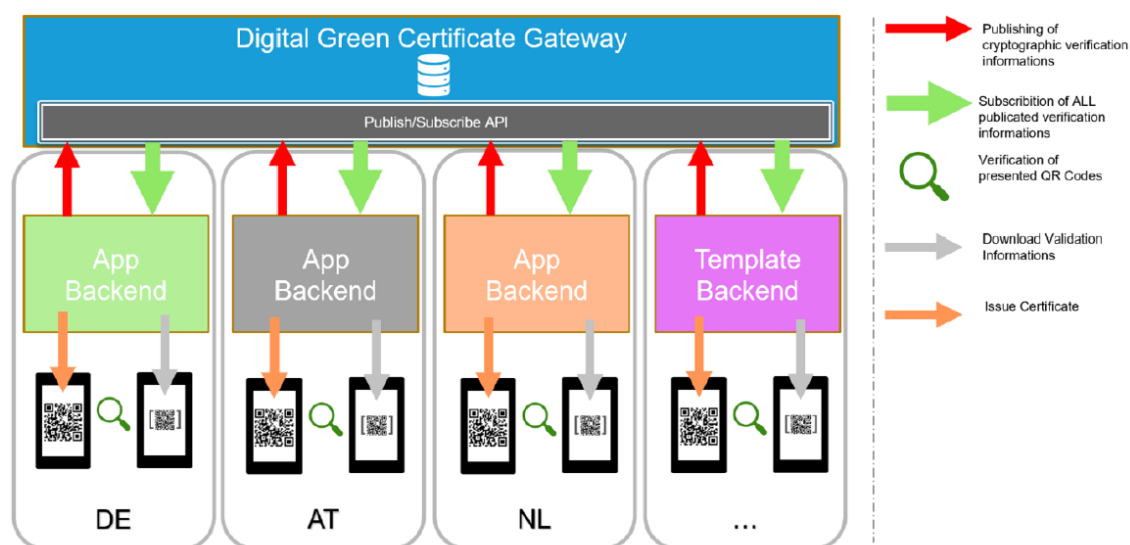 Digital Green Certificate Gateway
Publish/Subscribe API
App
Backend
App
Backend
App
Backend
Template
Backend
DE
AT
NL
...
Publishing of
cryptographic verification
informations
Subscribition of ALL
publicated verification
informations
Verification of
presented QR Codes
Download Validation
Informations
Issue Certificate